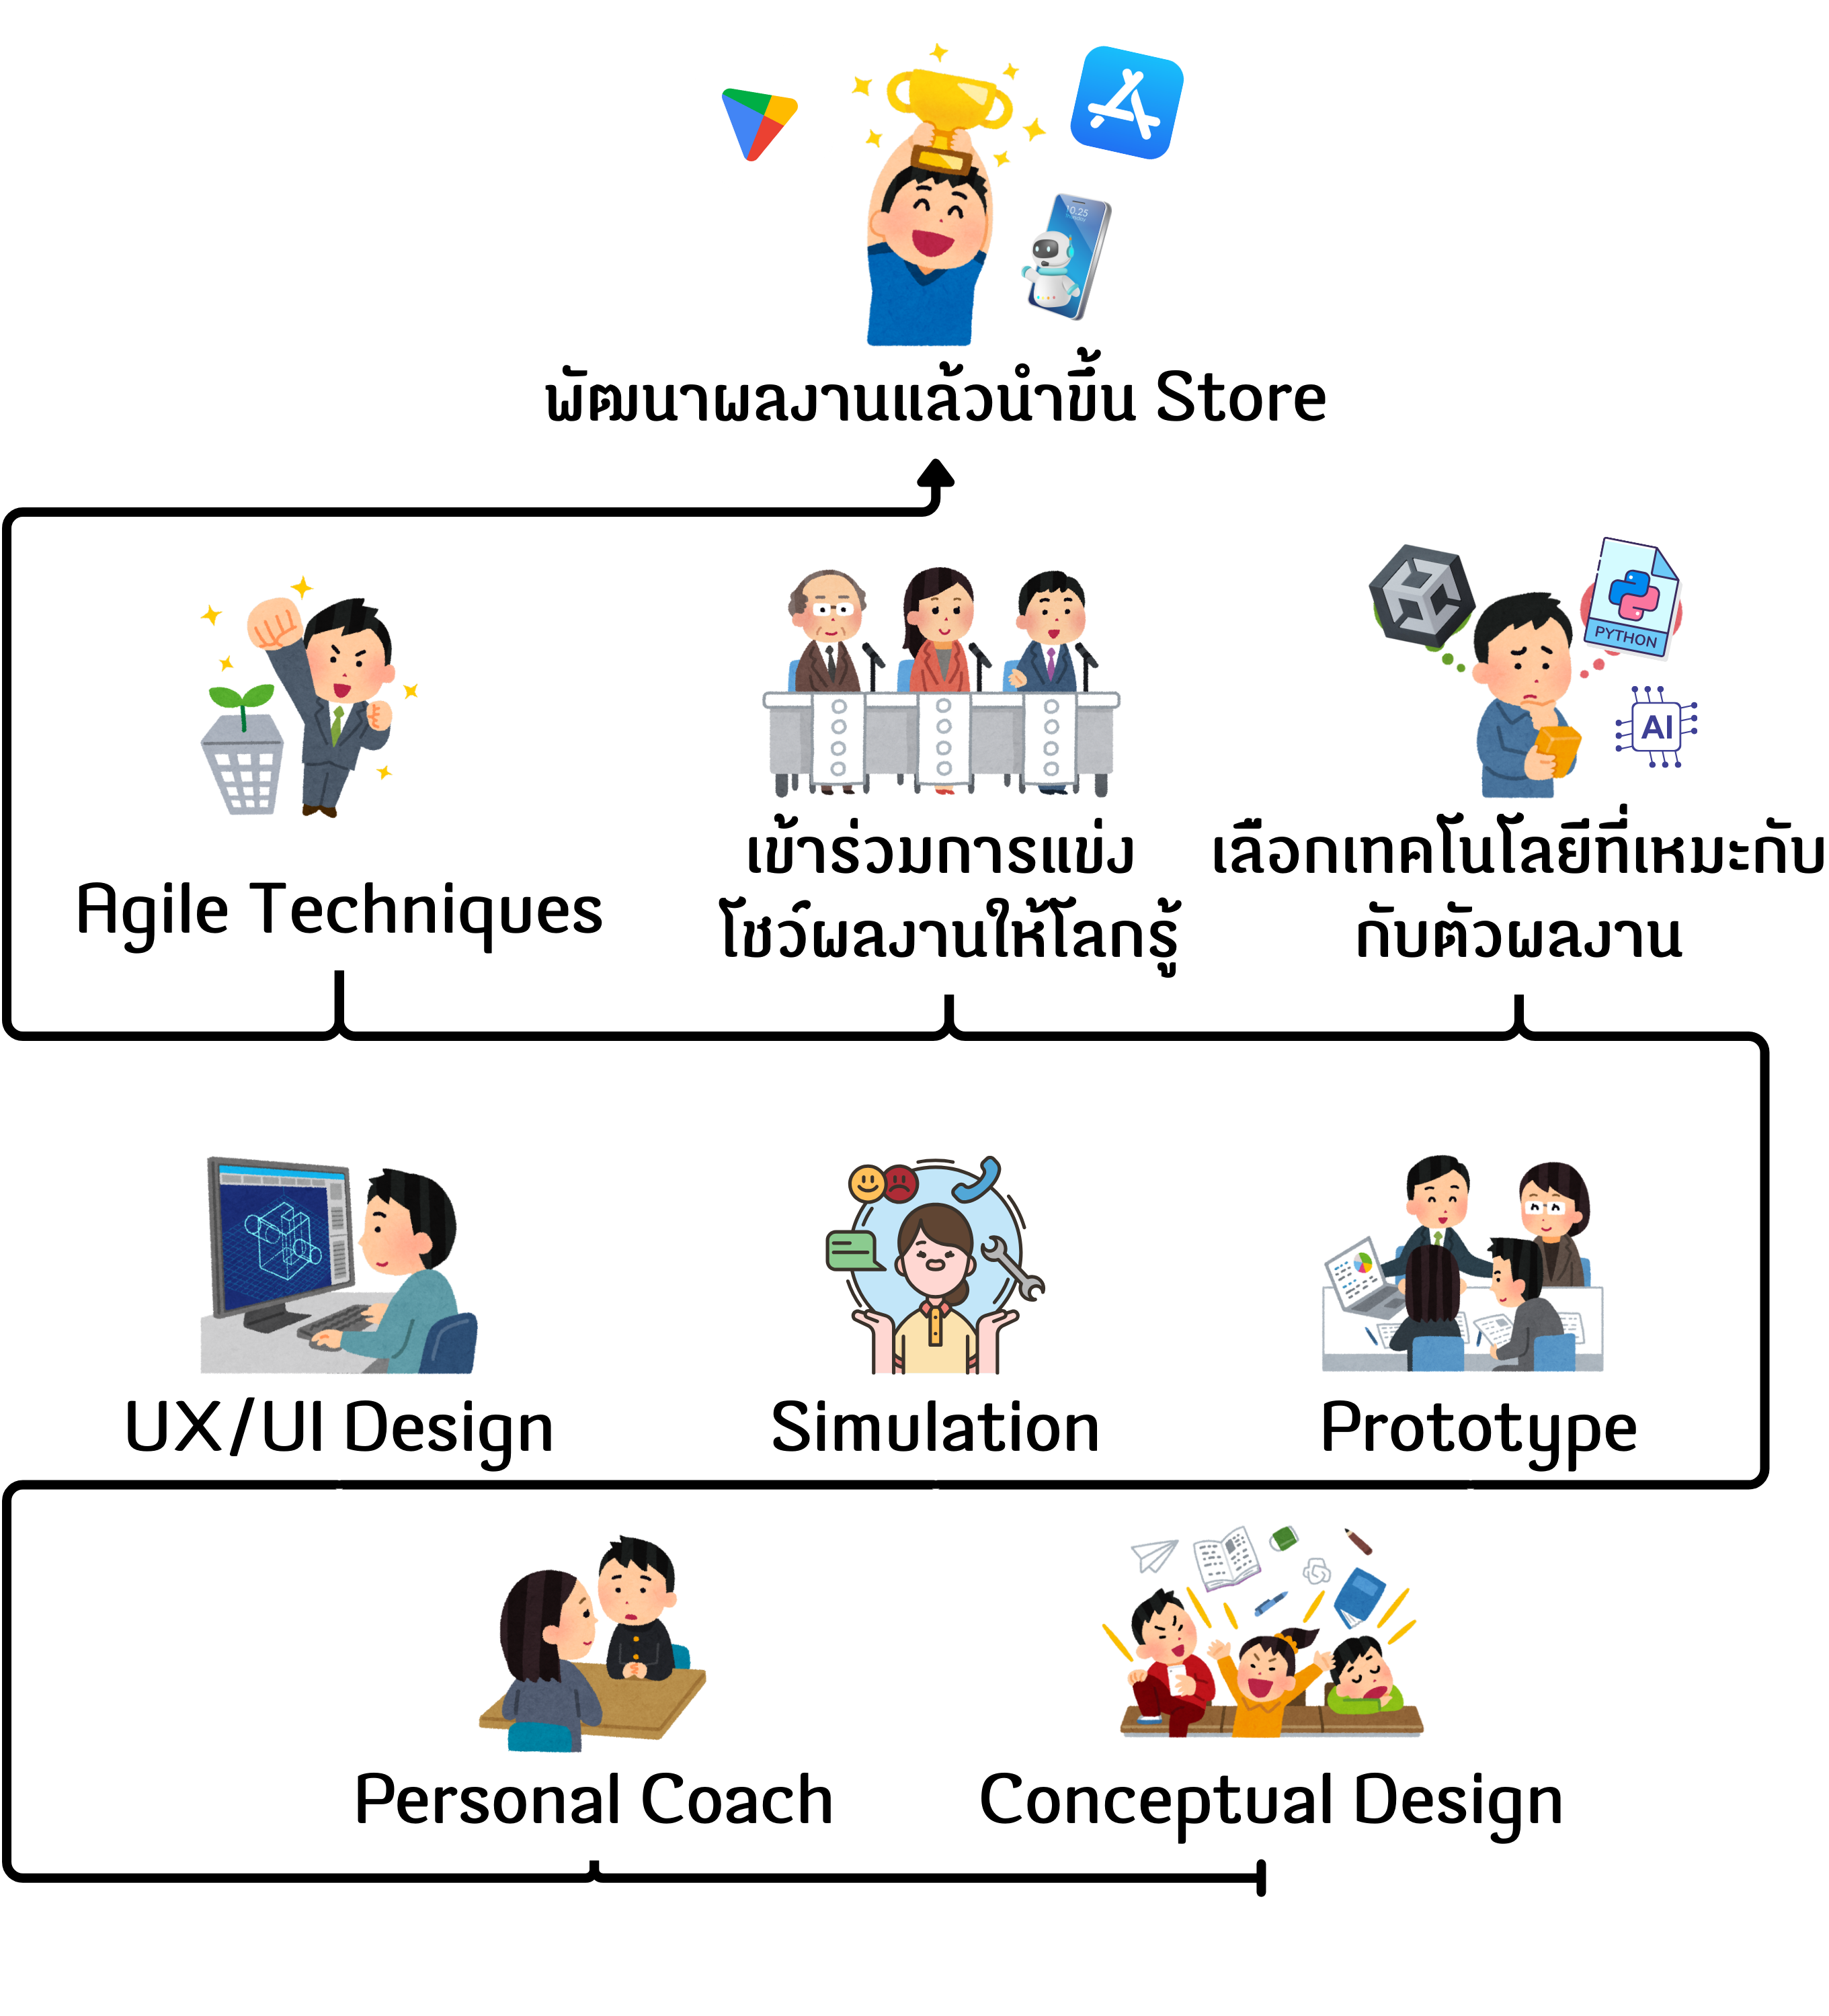 10.25
พัฒนาผลงานแล้วนำขึ้น Store
PYTHON
AI
Agile Techniques
เข้าร่วมการแข่ง
โชว์ผลงานให้โลกรู้
เลือกเทคโนโลยีที่เหมะกับ
กับตัวผลงาน
UX/UI Design
Simulation
Prototype
Personal Coach
Conceptual Design